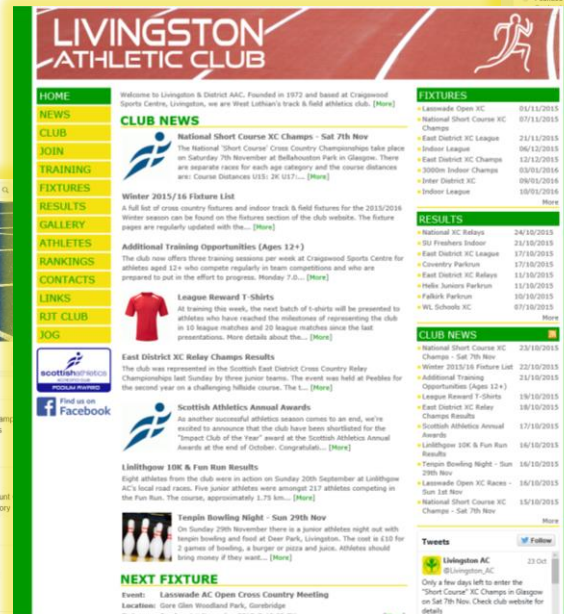 LIVINGSTON
ATHLETIC CLUB
HOME
NEWS
CLUB
JOIN
TRAINING
FIXTURES
RESULTS
GALLERY
ATHLETES
RANKINGS
CONTACTS
LINKS
RJT CLUB
JOG
scottishathletics
Find us on
Facebook
Welcome to Livingston & District AAC. Founded in 1972 and based at Craigswood
Sports Centre, Livingston, we are West Lothian's track & field athletics club. [More]
CLUB NEWS
National Short Course XC Champs - Sat 7th Nov
The National 'Short Course' Cross Country Championships take place
on Saturday 7th November at Bellahouston Park in Glasgow. There
are separate races for each age category and the course distances
are: Course Distances U15: 2K U17:... [More]
Winter 2015/16 Fixture List
A full list of cross country fixtures and indoor track & field fixtures for the 2015/2016
Winter season can be found on the fixtures section of the club website. The fixture
pages are regularly updated with the... [More]
Additional Training Opportunities (Ages 12+)
The club now offers three training sessions per week at Craigswood Sports Centre for
athletes aged 12+ who compete regularly in team competitions and who are
prepared to put in the effort to progress. Monday 7.0... [More]
League Reward T-Shirts
At training this week, the next batch of t-shirts will be presented to
athletes who have reached the milestones of representing the club
in 10 league matches and 20 league matches since the last
presentations. More details about the... [More]
East District XC Relay Champs Results
The club was represented in the Scottish East District Cross Country Relay
Championships last Sunday by three junior teams. The event was held at Peebles for
the second year on a challenging hillside course. The t... [More]
Scottish Athletics Annual Awards
As another successful athletics season comes to an end, we're
excited to announce that the club have been shortlisted for the
"Impact Club of the Year" award at the Scottish Athletics Annual
Awards at the end of October. Congratulati... [More]
Linlithgow 10K & Fun Run Results
Eight athletes from the club were in action on Sunday 20th September at Linlithgow
AC's local road races. Five junior athletes were amongst 217 athletes competing in
the Fun Run. The course, approximately 1.75 km... [More]
Tenpin Bowling Night - Sun 29th Nov
On Sunday 29th November there is a junior athletes night out with
tenpin bowling and food at Deer Park, Livingston. The cost is £10 for
2 games of bowling, a burger or pizza and juice. Athletes should
bring money if they want... [More]
NEXT FIXTURE
Event: Lasswade AC Open Cross Country Meeting
Location: Gore Glen Woodland Park, Gorebridge
FIXTURES
Lasswade Open XC 01/11/2015
National Short Course XC 07/11/2015
Champs
East District XC League 21/11/2015
Indoor League 06/12/2015
East District XC Champs 12/12/2015
3000m Indoor Champs 03/01/2016
Inter District XC 09/01/2016
Indoor League 10/01/2016
More
RESULTS
National XC Relays 24/10/2015
SU Freshers Indoor 21/10/2015
East District XC League 17/10/2015
Coventry Parkrun 17/10/2015
East District XC Relays 11/10/2015
Helix Juniors Parkrun 11/10/2015
Falkirk Parkrun 10/10/2015
WL Schools XC 07/10/2015
More
CLUB NEWS
National Short Course XC 23/10/2015
Champs - Sat 7th Nov
Winter 2015/16 Fixture List 22/10/2015
Additional Training 21/10/2015
Opportunities (Ages 12+)
League Reward T-Shirts 19/10/2015
East District XC Relay 18/10/2015
Champs Results
Scottish Athletics Annual 17/10/2015
Awards
Linlithgow 10K & Fun Run 16/10/2015
Results
Tenpin Bowling Night - Sun 16/10/2015
29th Nov
Lasswade Open XC Races - 16/10/2015
Sun 1st Nov
National Short Course XC 15/10/2015
Champs - Sat 7th Nov
More
Tweets
Follow
Livingston AC 23 Oct
@Livingston_AC
Only a few days left to enter the
"Short Course" XC Champs in Glasgow
on Sat 7th Nov. Check club website for
details